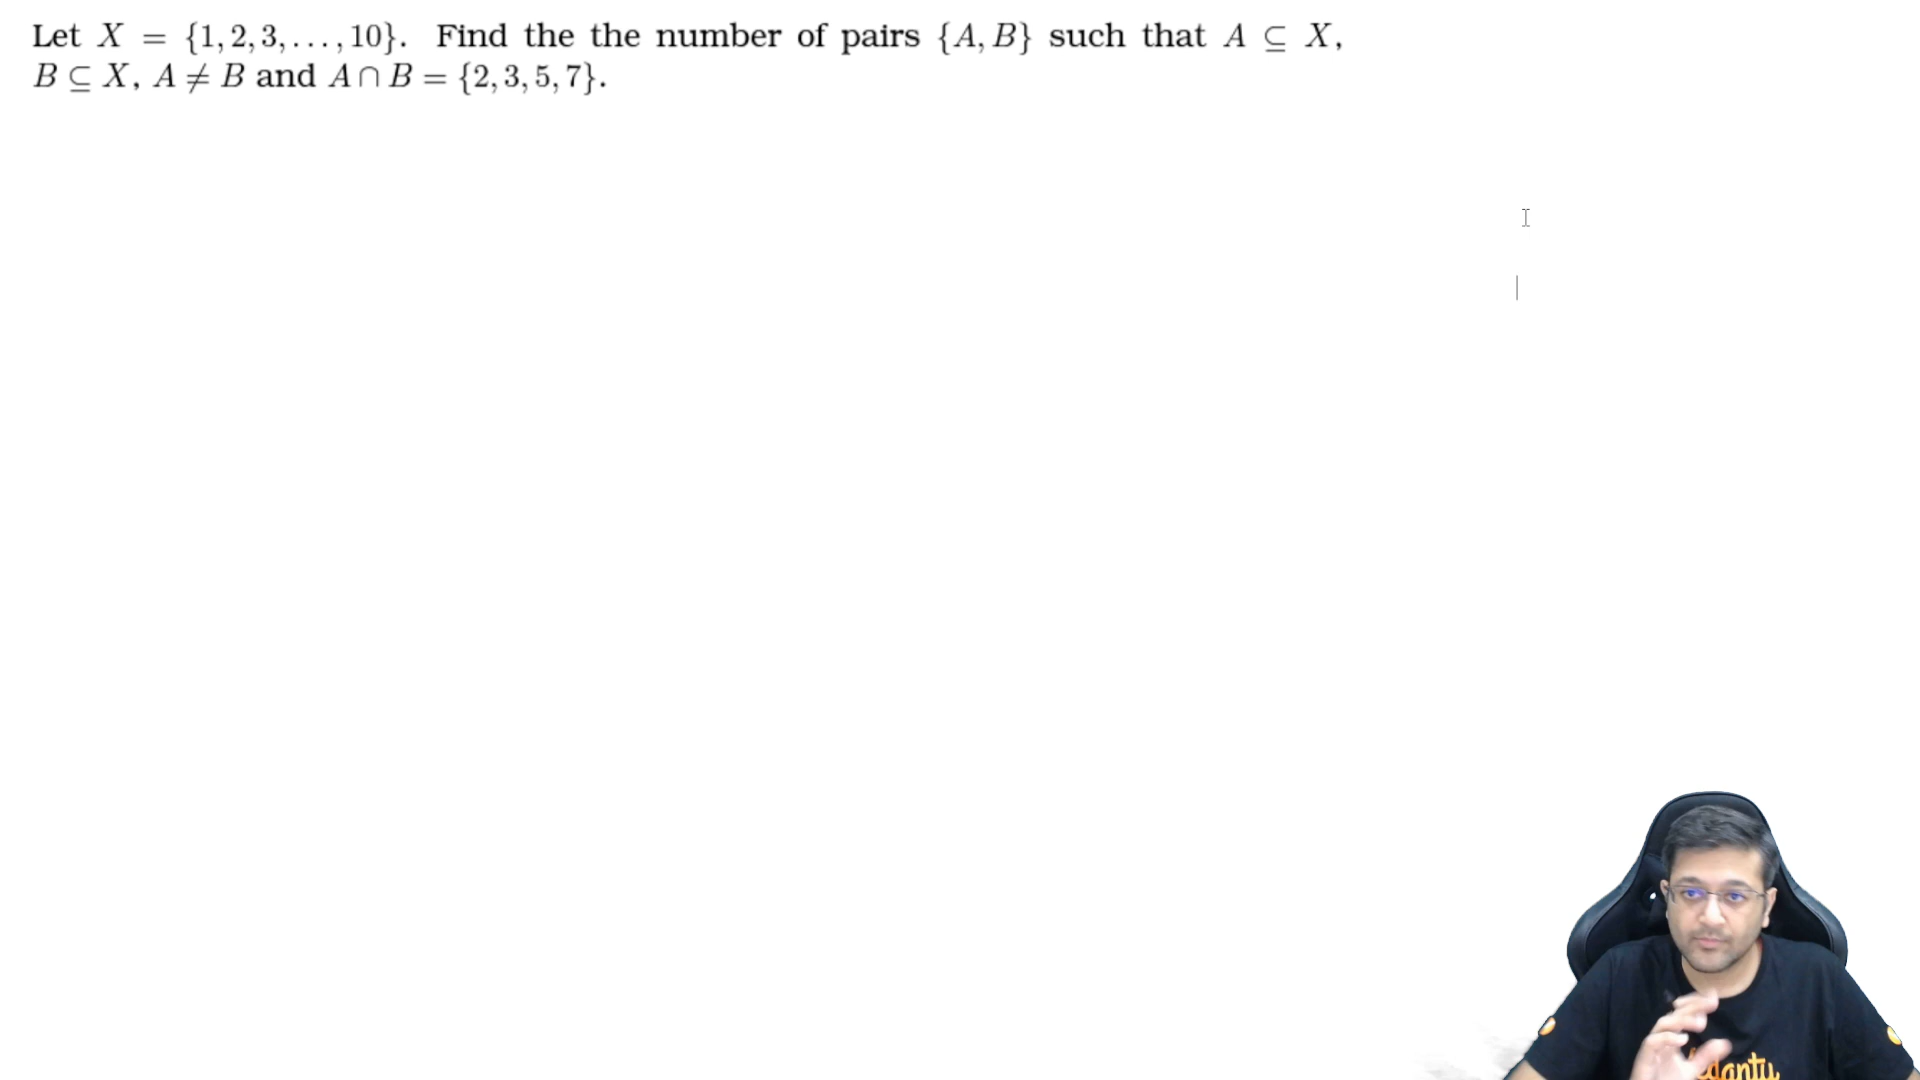 Let X = {1, 2, 3, . . . , 10}. Find the the number of pairs {A, B} such that A ⊆ X,
B ⊆ X, A ≠ B and A ∩ B = {2, 3, 5, 7}.